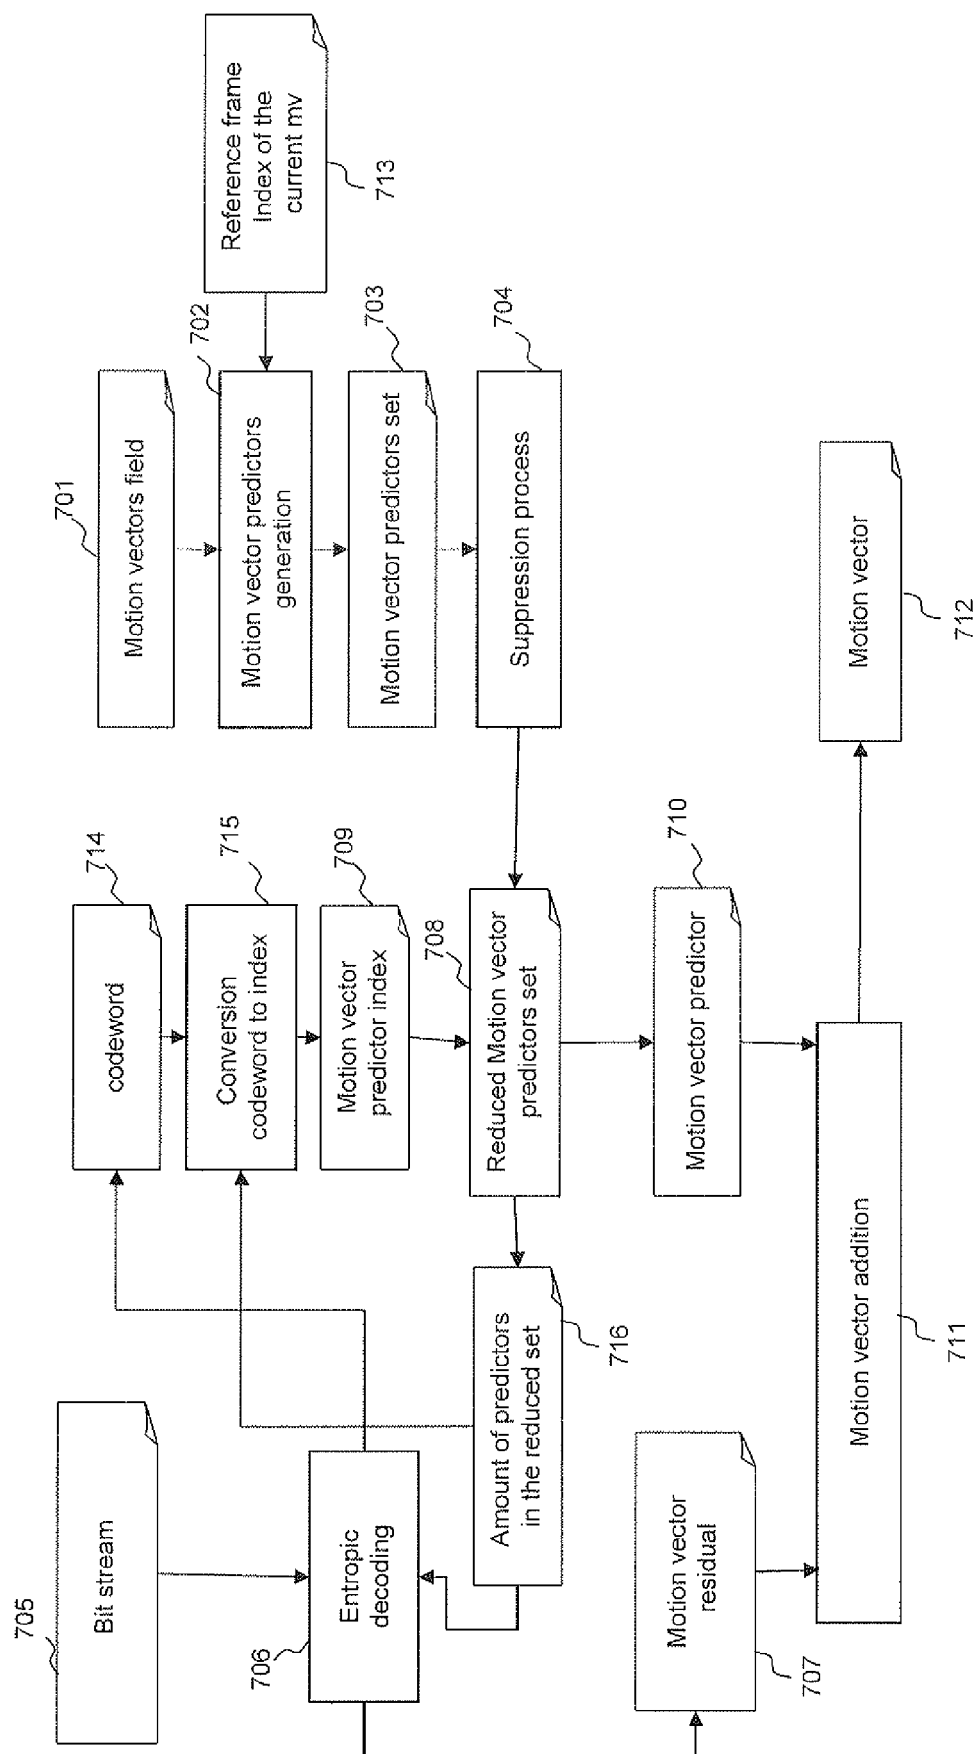 705
Bit stream
706
Entropic
decoding
714
codeword
715
Conversion
codeword to index
709
Motion vector
predictor index
701
Motion vectors field
702
Motion vector predictors
generation
713
Reference frame
Index of the
current mv
703
Motion vector predictors set
704
Suppression process
708
Reduced Motion vector
predictors set
716
Amount of predictors
in the reduced set
710
Motion vector predictor
707
Motion vector
residual
711
Motion vector addition
712
Motion vector